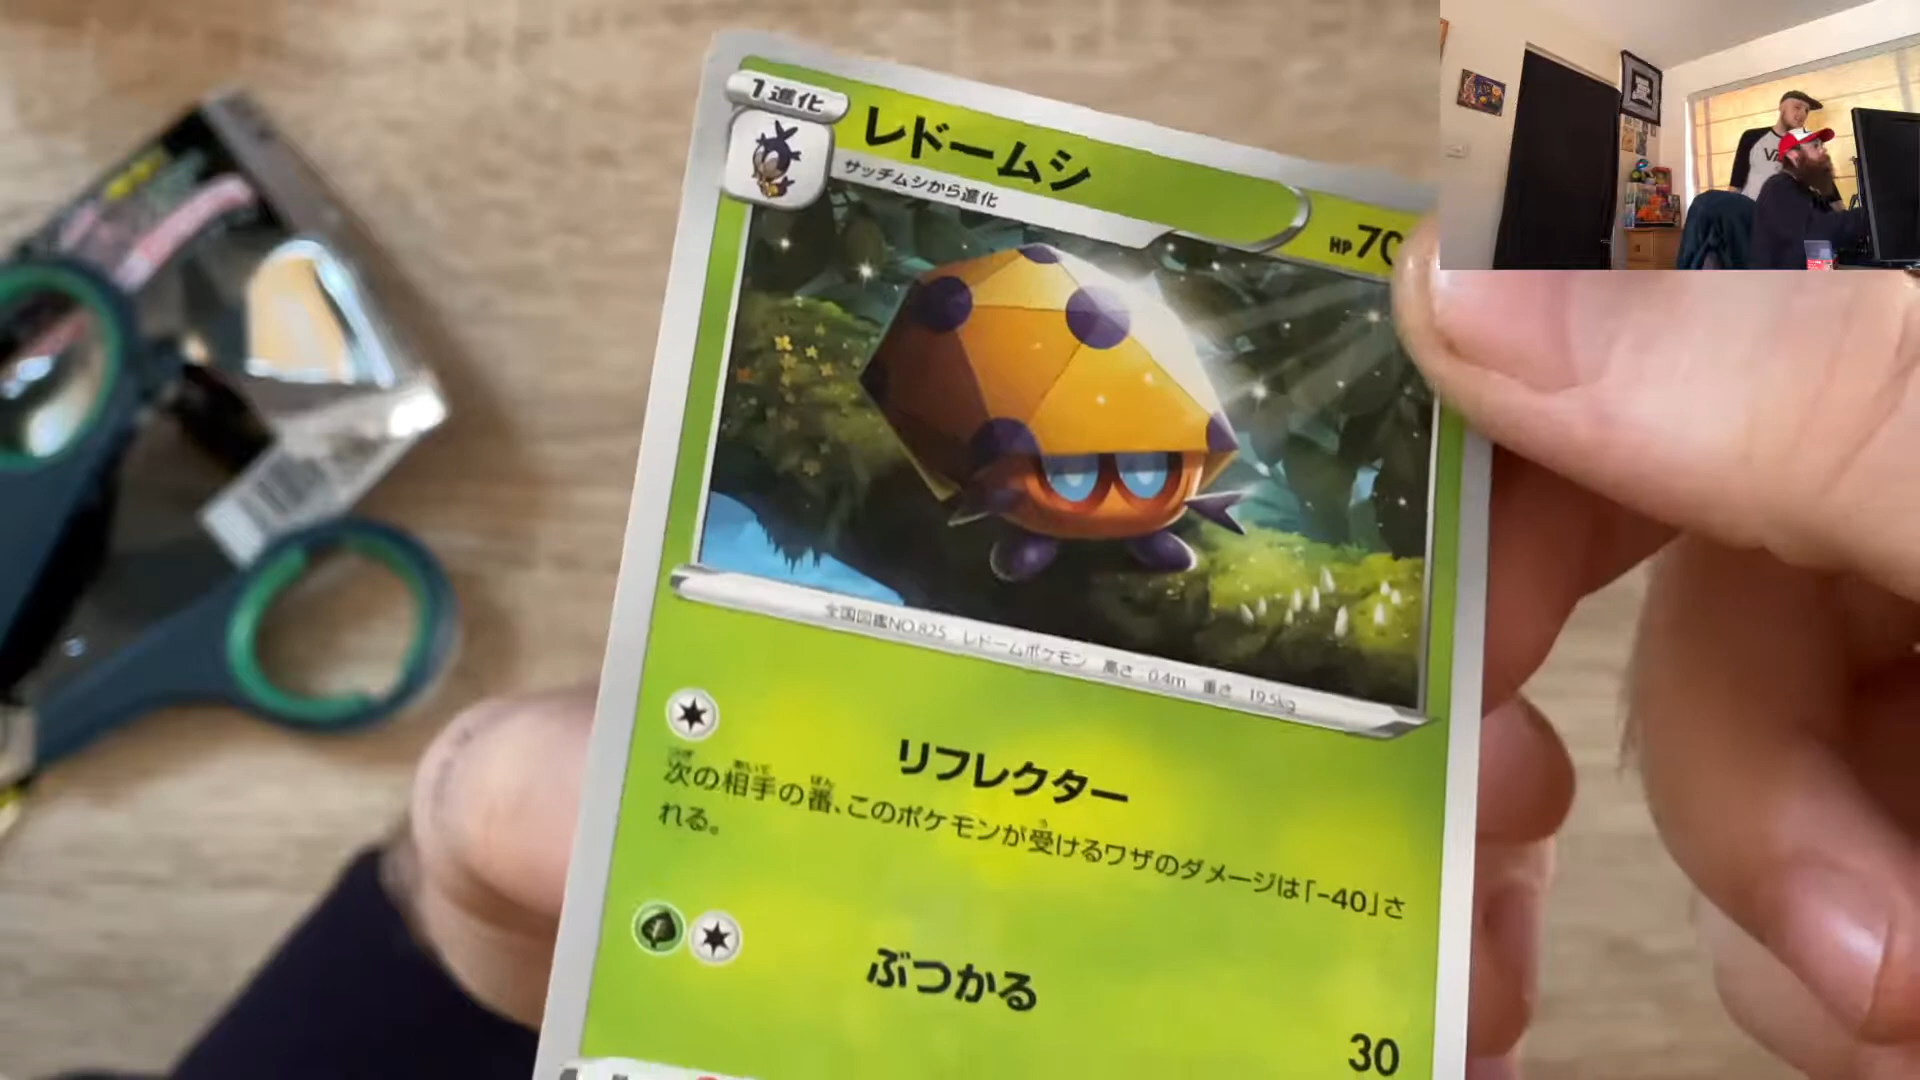 1進化
レドームシ
サッチムシから進化
HP 70
全国図鑑NO.825 レドームポケモン 高さ:0.4m 重さ:19.5kg
リフレクター
次の相手の番、このポケモンが受けるワザのダメージは「-40」さ
れる。
ぶつかる
30